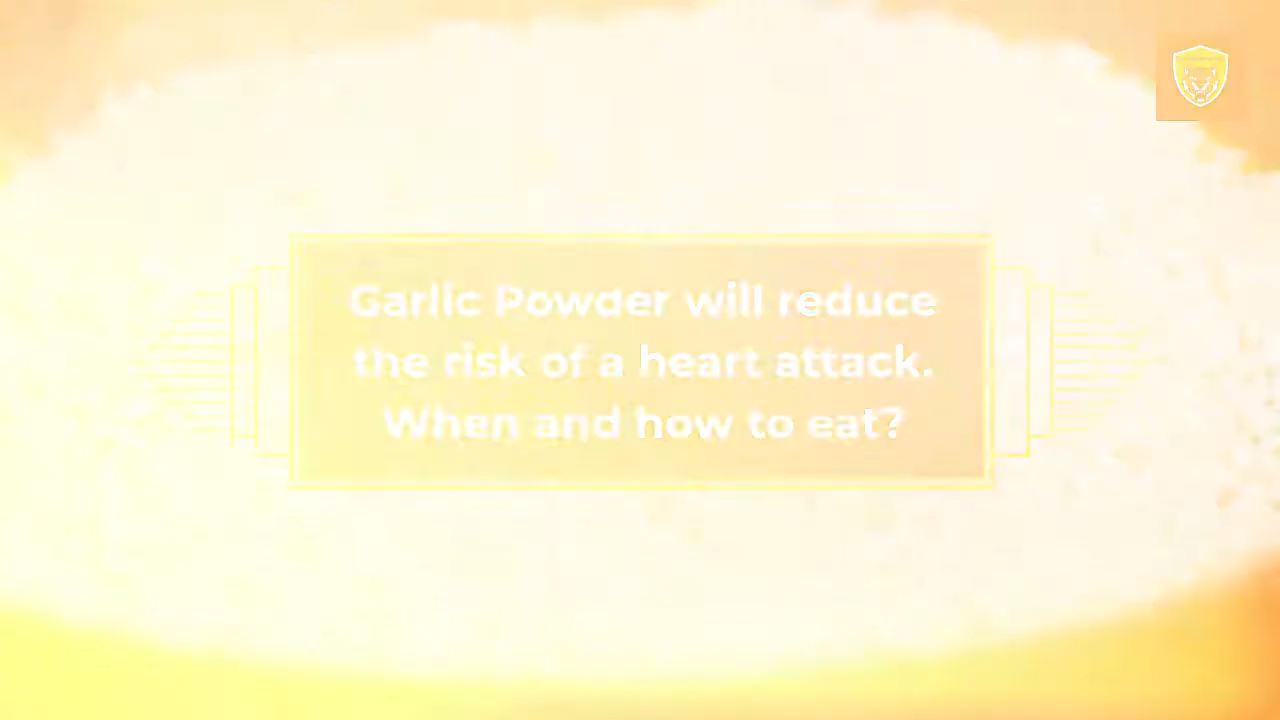 Garlic Powder will reduce
the risk of a heart attack.
When and how to eat?